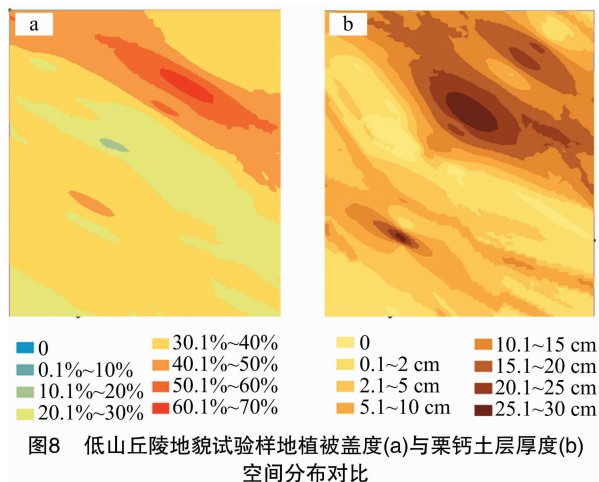 a
b
0
0.1%~10%
10.1%~20%
20.1%~30%
30.1%~40%
40.1%~50%
50.1%~60%
60.1%~70%
0
0.1~2 cm
2.1~5 cm
5.1~10 cm
10.1~15 cm
15.1~20 cm
20.1~25 cm
25.1~30 cm
图8 低山丘陵地貌试验样地植被盖度(a)与栗钙土层厚度(b)
空间分布对比